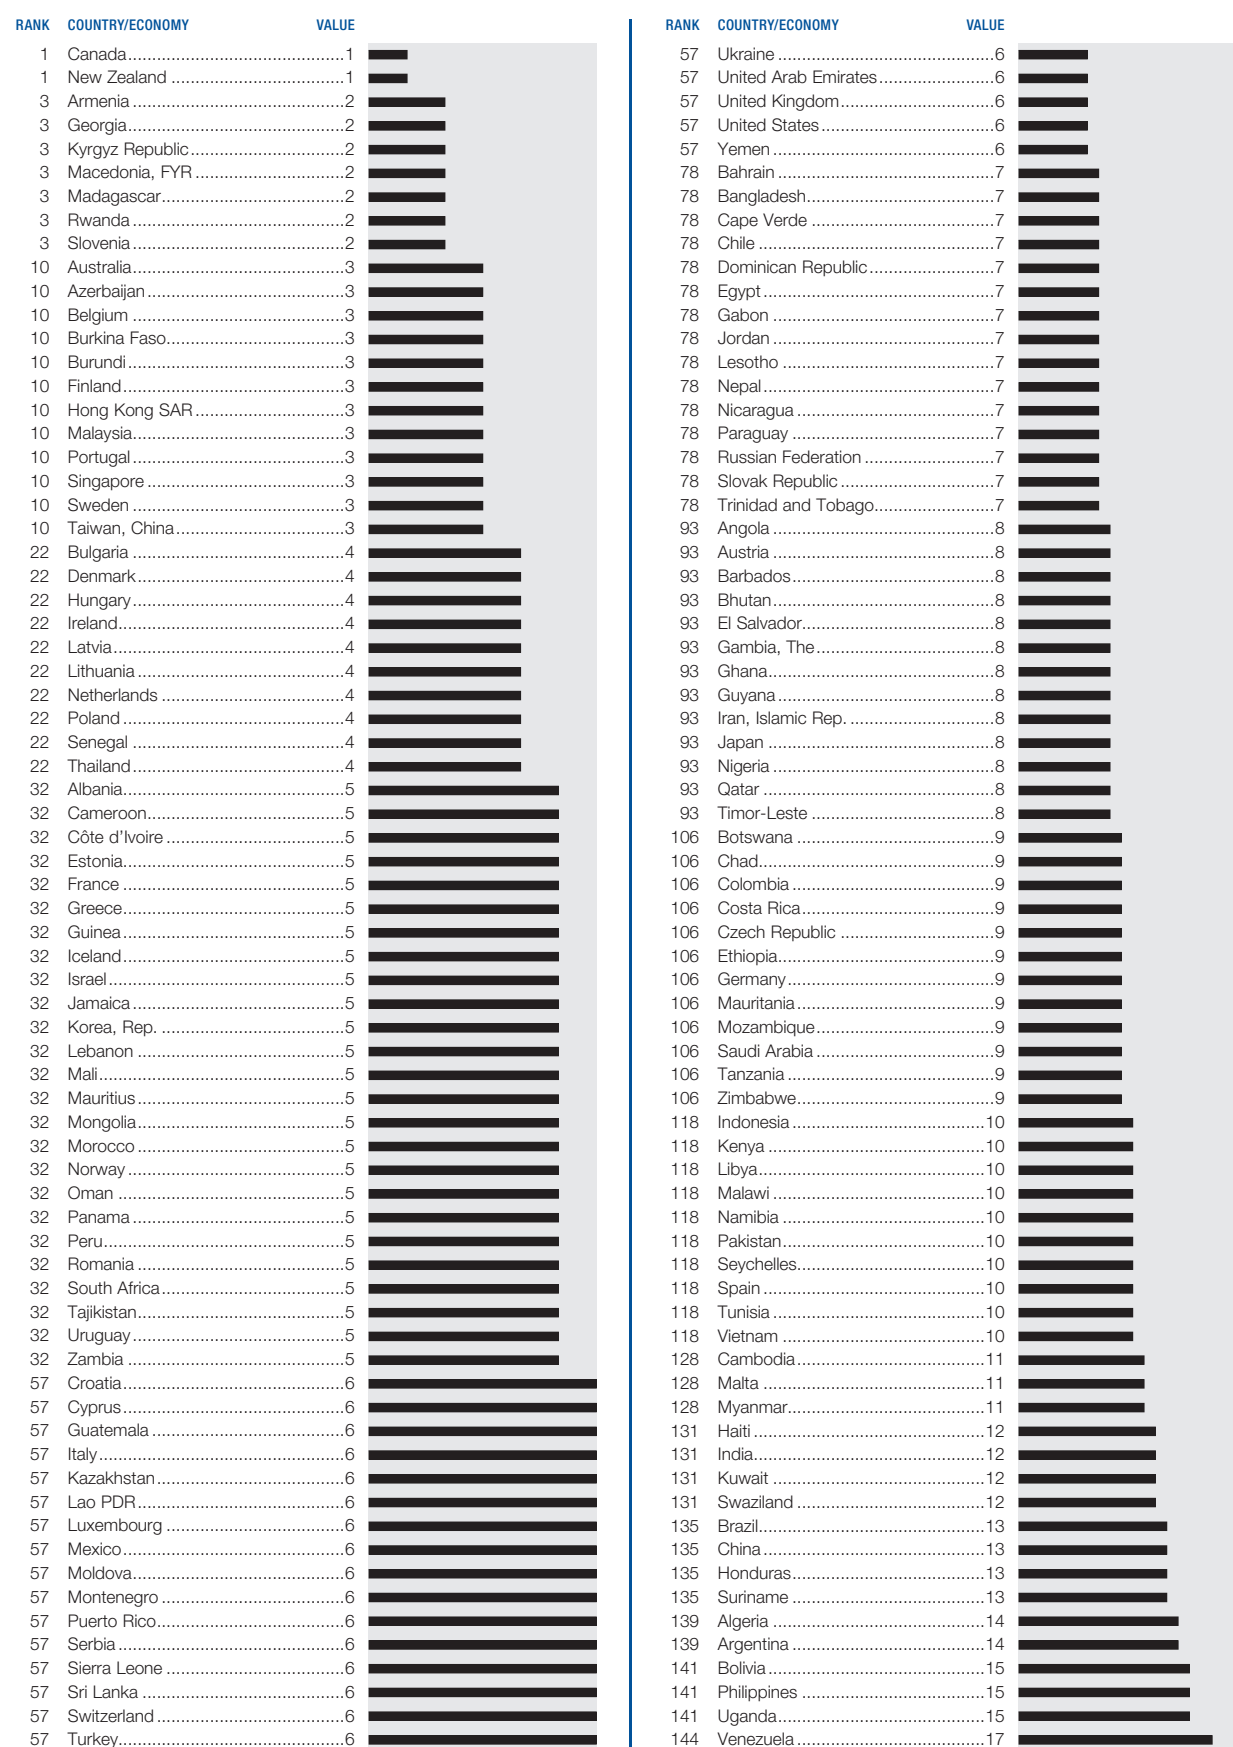 RANK COUNTRY/ECONOMY VALUE
1 Canada 1
1 New Zealand 1
3 Armenia 2
3 Georgia 2
3 Kyrgyz Republic 2
3 Macedonia, FYR 2
3 Madagascar 2
3 Rwanda 2
3 Slovenia 2
10 Australia 3
10 Azerbaijan 3
10 Belgium 3
10 Burkina Faso 3
10 Burundi 3
10 Finland 3
10 Hong Kong SAR 3
10 Malaysia 3
10 Portugal 3
10 Singapore 3
10 Sweden 3
10 Taiwan, China 3
22 Bulgaria 4
22 Denmark 4
22 Hungary 4
22 Ireland 4
22 Latvia 4
22 Lithuania 4
22 Netherlands 4
22 Poland 4
22 Senegal 4
22 Thailand 4
32 Albania 5
32 Cameroon 5
32 Côte d’Ivoire 5
32 Estonia 5
32 France 5
32 Greece 5
32 Guinea 5
32 Iceland 5
32 Israel 5
32 Jamaica 5
32 Korea, Rep. 5
32 Lebanon 5
32 Mali 5
32 Mauritius 5
32 Mongolia 5
32 Morocco 5
32 Norway 5
32 Oman 5
32 Panama 5
32 Peru 5
32 Romania 5
32 South Africa 5
32 Tajikistan 5
32 Uruguay 5
32 Zambia 5
57 Croatia 6
57 Cyprus 6
57 Guatemala 6
57 Italy 6
57 Kazakhstan 6
57 Lao PDR 6
57 Luxembourg 6
57 Mexico 6
57 Moldova 6
57 Montenegro 6
57 Puerto Rico 6
57 Serbia 6
57 Sierra Leone 6
57 Sri Lanka 6
57 Switzerland 6
57 Turkey 6
RANK COUNTRY/ECONOMY VALUE
57 Ukraine 6
57 United Arab Emirates 6
57 United Kingdom 6
57 United States 6
57 Yemen 6
78 Bahrain 7
78 Bangladesh 7
78 Cape Verde 7
78 Chile 7
78 Dominican Republic 7
78 Egypt 7
78 Gabon 7
78 Jordan 7
78 Lesotho 7
78 Nepal 7
78 Nicaragua 7
78 Paraguay 7
78 Russian Federation 7
78 Slovak Republic 7
78 Trinidad and Tobago 7
93 Angola 8
93 Austria 8
93 Barbados 8
93 Bhutan 8
93 El Salvador 8
93 Gambia, The 8
93 Ghana 8
93 Guyana 8
93 Iran, Islamic Rep. 8
93 Japan 8
93 Nigeria 8
93 Qatar 8
93 Timor-Leste 8
106 Botswana 9
106 Chad 9
106 Colombia 9
106 Costa Rica 9
106 Czech Republic 9
106 Ethiopia 9
106 Germany 9
106 Mauritania 9
106 Mozambique 9
106 Saudi Arabia 9
106 Tanzania 9
106 Zimbabwe 9
118 Indonesia 10
118 Kenya 10
118 Libya 10
118 Malawi 10
118 Namibia 10
118 Pakistan 10
118 Seychelles 10
118 Spain 10
118 Tunisia 10
118 Vietnam 10
128 Cambodia 11
128 Malta 11
128 Myanmar 11
131 Haiti 12
131 India 12
131 Kuwait 12
131 Swaziland 12
135 Brazil 13
135 China 13
135 Honduras 13
135 Suriname 13
139 Algeria 14
139 Argentina 14
141 Bolivia 15
141 Philippines 15
141 Uganda 15
144 Venezuela 17